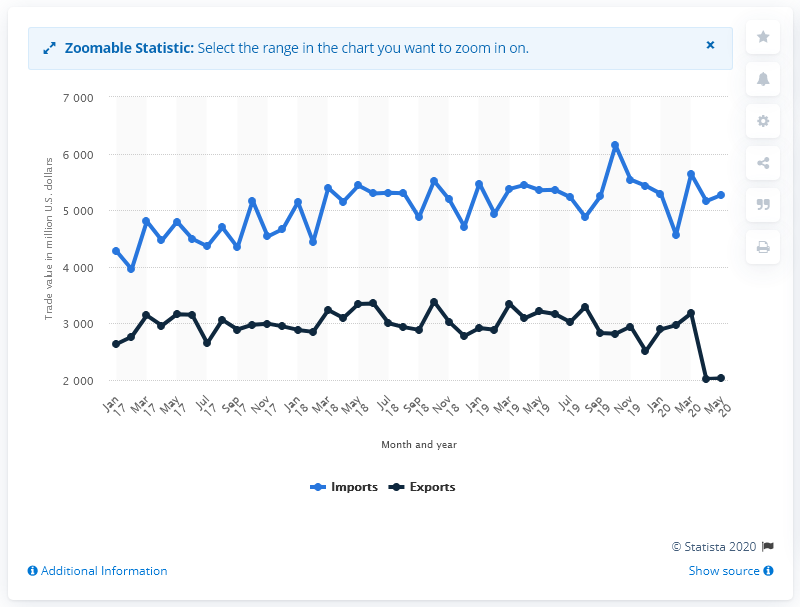 Zoomable Statistic: Select the range in the chart you want to zoom in on.
×
7 000
6 000
5 000
4 000
3 000
2 000
Trade value in million U.S. dollars
Jan 17
Mar 17
May 17
Jul 17
Sep 17
Nov 17
Jan 18
Mar 18
May 18
Jul 18
Sep 18
Nov 18
Jan 19
Mar 19
May 19
Jul 19
Sep 19
Nov 19
Jan 20
Mar 20
May 20
Month and year
Imports Exports
© Statista 2020
Additional Information Show source